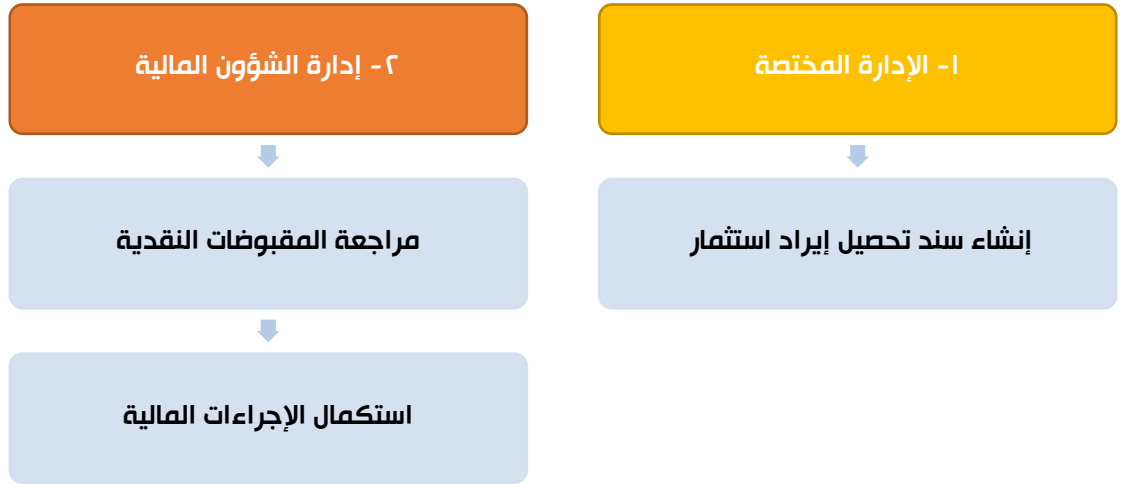 ١- الإدارة المختصة
إنشاء سند تحصيل إيراد استثمار
٢- إدارة الشؤون المالية
مراجعة المقبوضات النقدية
استكمال الإجراءات المالية